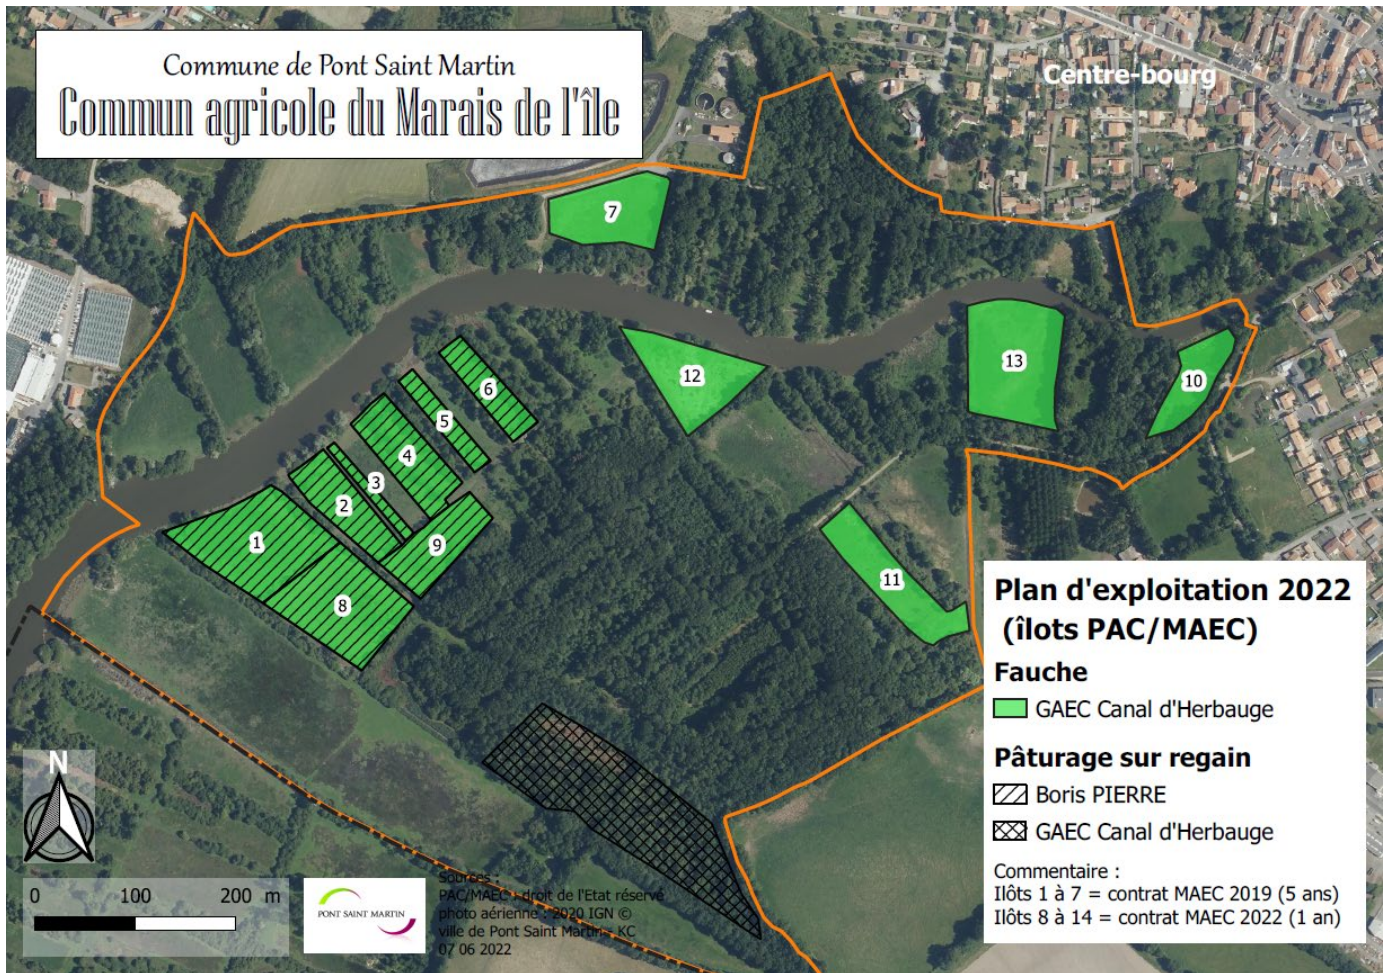 Commune de Pont Saint Martin
Commun agricole du Marais de l'île
Centre-bourg
7
13
12
10
6
5
4
3
2
9
1
11
8
Plan d'exploitation 2022
(îlots PAC/MAEC)
Fauche
GAEC Canal d'Herbauge
Pâturage sur regain
Boris PIERRE
GAEC Canal d'Herbauge
Commentaire :
Ilôts 1 à 7 = contrat MAEC 2019 (5 ans)
Ilôts 8 à 14 = contrat MAEC 2022 (1 an)
N
0 100 200 m
PONT SAINT MARTIN
Sources :
PAC/MAEC : droit de l'Etat réservé
photo aérienne : 2020 IGN ©
ville de Pont Saint Martin - KC
07 06 2022